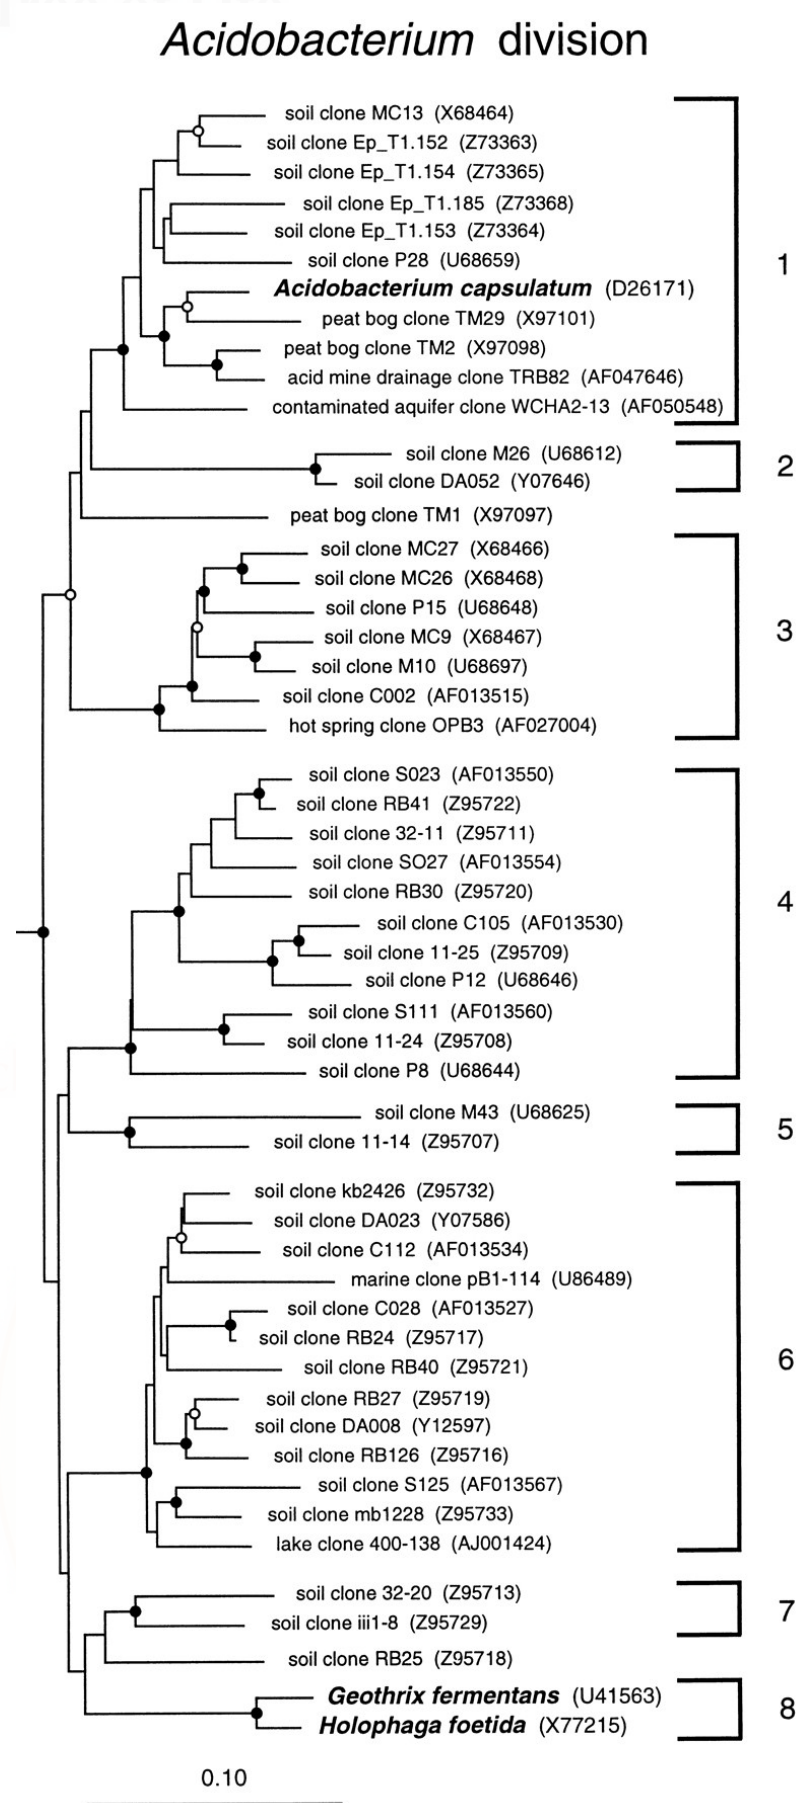 Acidobacterium division
soil clone MC13 (X68464)
soil clone Ep_T1.152 (Z73363)
soil clone Ep_T1.154 (Z73365)
soil clone Ep_T1.185 (Z73368)
soil clone Ep_T1.153 (Z73364)
soil clone P28 (U68659)
1
Acidobacterium capsulatum (D26171)
peat bog clone TM29 (X97101)
peat bog clone TM2 (X97098)
acid mine drainage clone TRB82 (AF047646)
contaminated aquifer clone WCHA2-13 (AF050548)
soil clone M26 (U68612)
2
soil clone DA052 (Y07646)
peat bog clone TM1 (X97097)
soil clone MC27 (X68466)
soil clone MC26 (X68468)
soil clone P15 (U68648)
3
soil clone MC9 (X68467)
soil clone M10 (U68697)
soil clone C002 (AF013515)
hot spring clone OPB3 (AF027004)
soil clone S023 (AF013550)
soil clone RB41 (Z95722)
soil clone 32-11 (Z95711)
soil clone SO27 (AF013554)
soil clone RB30 (Z95720)
4
soil clone C105 (AF013530)
soil clone 11-25 (Z95709)
soil clone P12 (U68646)
soil clone S111 (AF013560)
soil clone 11-24 (Z95708)
soil clone P8 (U68644)
soil clone M43 (U68625)
5
soil clone 11-14 (Z95707)
soil clone kb2426 (Z95732)
soil clone DA023 (Y07586)
soil clone C112 (AF013534)
marine clone pB1-114 (U86489)
soil clone C028 (AF013527)
soil clone RB24 (Z95717)
6
soil clone RB40 (Z95721)
soil clone RB27 (Z95719)
soil clone DA008 (Y12597)
soil clone RB126 (Z95716)
soil clone S125 (AF013567)
soil clone mb1228 (Z95733)
lake clone 400-138 (AJ001424)
soil clone 32-20 (Z95713)
7
soil clone iii1-8 (Z95729)
soil clone RB25 (Z95718)
Geothrix fermentans (U41563)
8
Holophaga foetida (X77215)
0.10